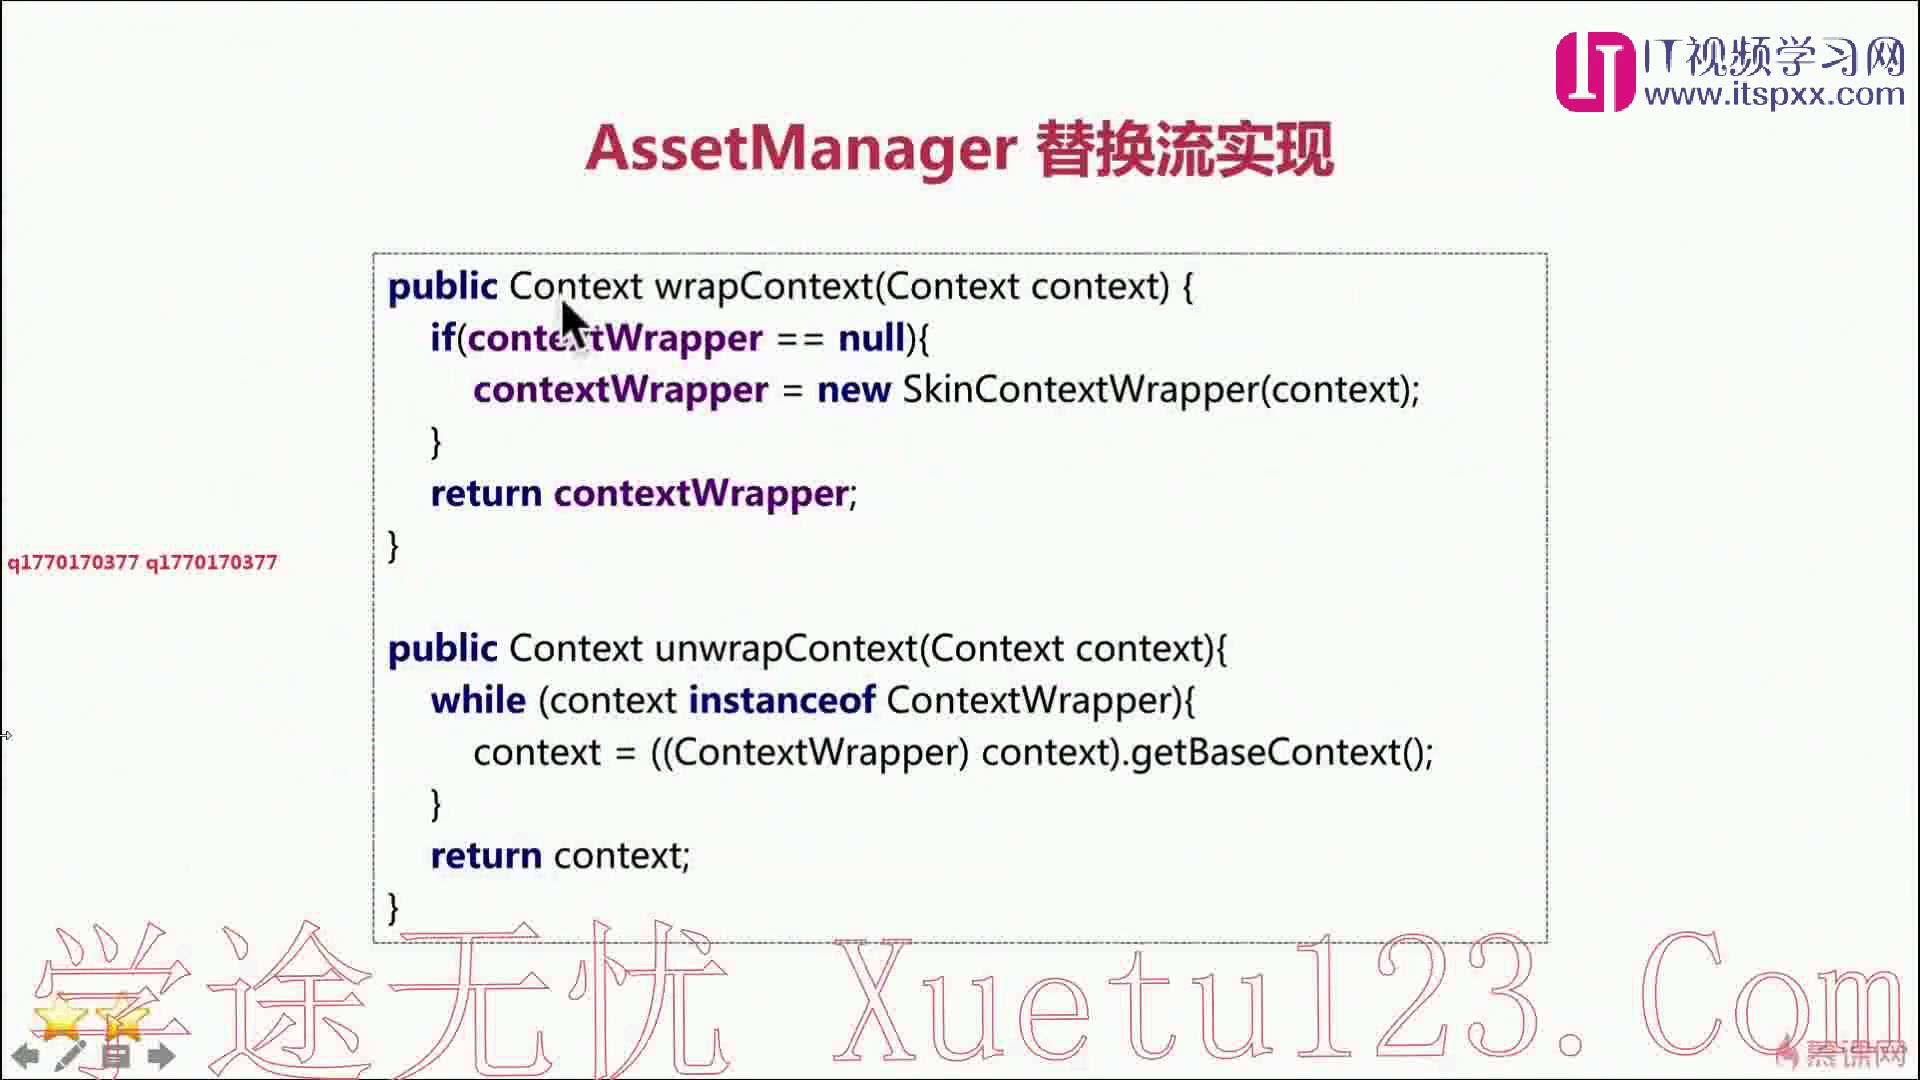 IT视频学习网
www.itspxx.com
AssetManager 替换流实现
public Context wrapContext(Context context) {
if(contextWrapper == null){
contextWrapper = new SkinContextWrapper(context);
}
return contextWrapper;
}
q1770170377 q1770170377
public Context unwrapContext(Context context){
while (context instanceof ContextWrapper){
context = ((ContextWrapper) context).getBaseContext();
}
return context;
}
学途无忧 Xuetu123.Com
慕课网